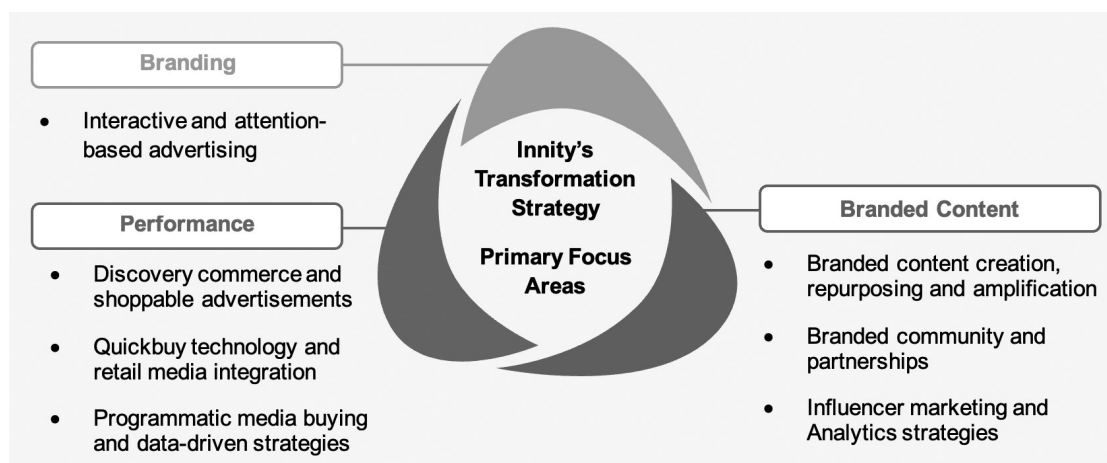 Branding
• Interactive and attention-
based advertising
Performance
• Discovery commerce and
shoppable advertisements
• Quickbuy technology and
retail media integration
• Programmatic media buying
and data-driven strategies
Innity’s
Transformation
Strategy
Primary Focus
Areas
Branded Content
• Branded content creation,
repurposing and amplification
• Branded community and
partnerships
• Influencer marketing and
Analytics strategies